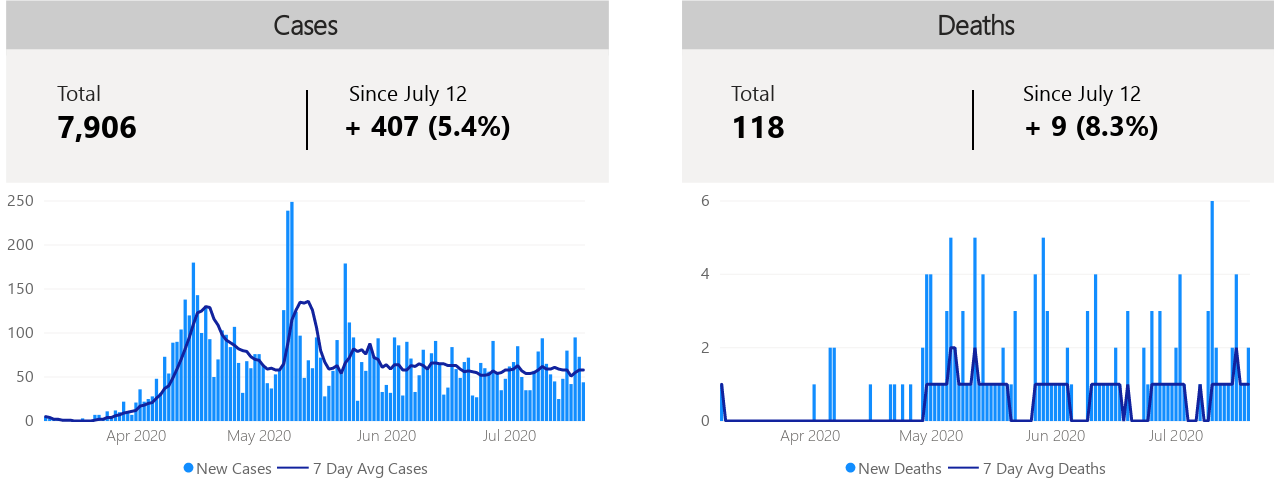 Cases
Total
7,906
Since July 12
+ 407 (5.4%)
250
200
150
100
50
0
Apr 2020
May 2020
Jun 2020
Jul 2020
New Cases
7 Day Avg Cases
Deaths
Total
118
Since July 12
+ 9 (8.3%)
6
4
2
0
Apr 2020
May 2020
Jun 2020
Jul 2020
New Deaths
7 Day Avg Deaths